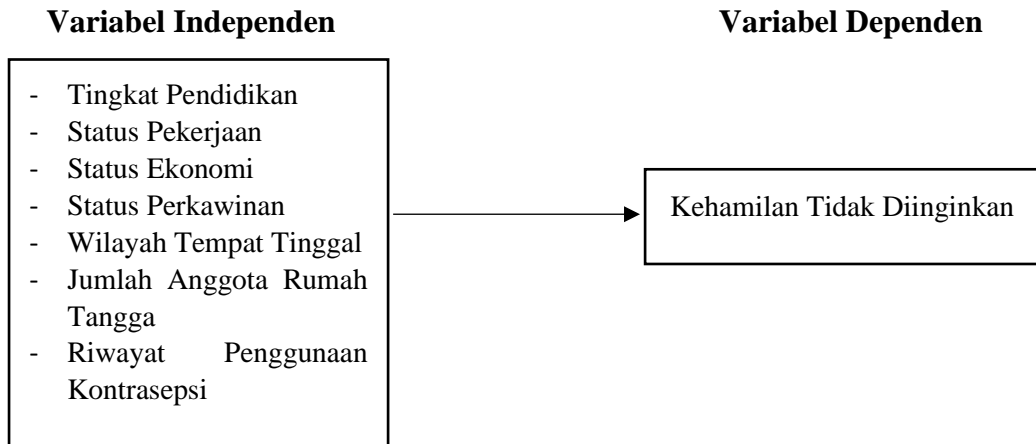 Variabel Independen
Variabel Dependen
- Tingkat Pendidikan
- Status Pekerjaan
- Status Ekonomi
- Status Perkawinan
- Wilayah Tempat Tinggal
- Jumlah Anggota Rumah
Tangga
- Riwayat Penggunaan
Kontrasepsi
Kehamilan Tidak Diinginkan